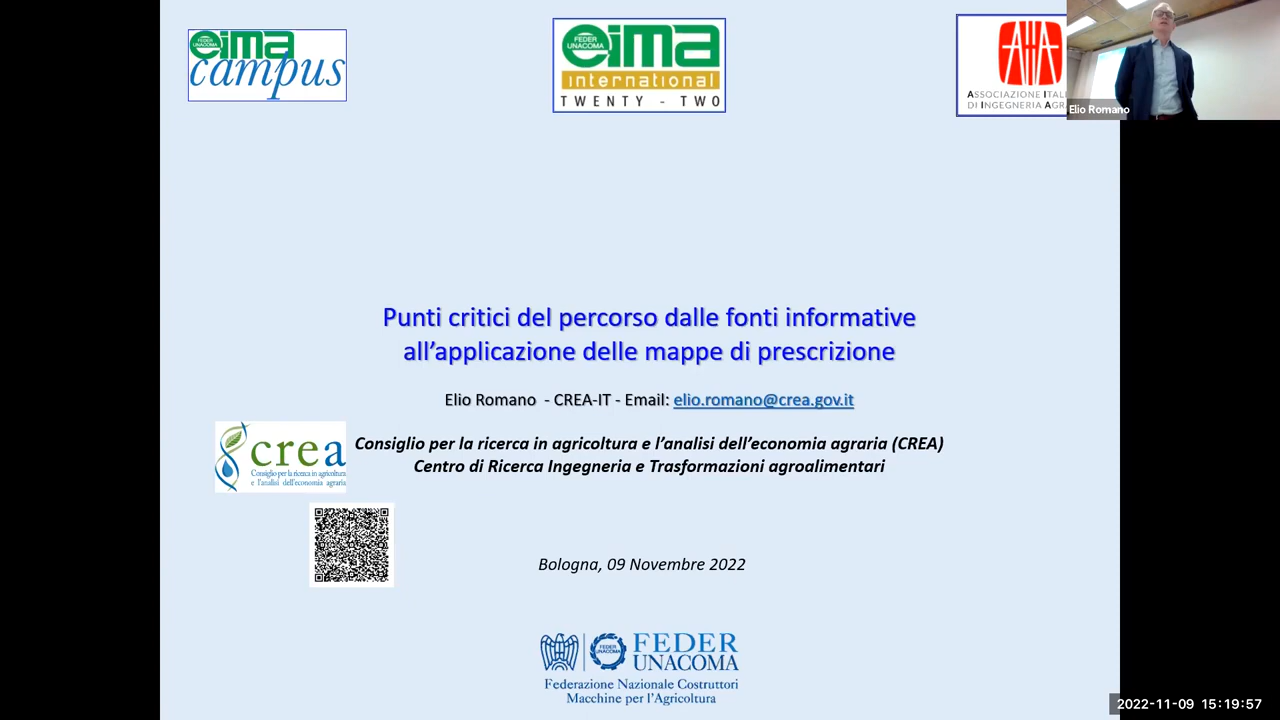 FEDER
UNACOMA
eima
campus
FEDER
UNACOMA
eima
international
TWENTY - TWO
ASSOCIAZIONE ITAL
DI INGEGNERIA AGR
Elio Romano
Punti critici del percorso dalle fonti informative
all’applicazione delle mappe di prescrizione
Elio Romano - CREA-IT - Email: elio.romano@crea.gov.it
crea
Consiglio per la ricerca in agricoltura
e l'analisi dell'economia agraria
Consiglio per la ricerca in agricoltura e l’analisi dell’economia agraria (CREA)
Centro di Ricerca Ingegneria e Trasformazioni agroalimentari
Bologna, 09 Novembre 2022
FEDER
UNACOMA
FEDER
UNACOMA
Federazione Nazionale Costruttori
Macchine per l'Agricoltura
2022-11-09 15:19:57